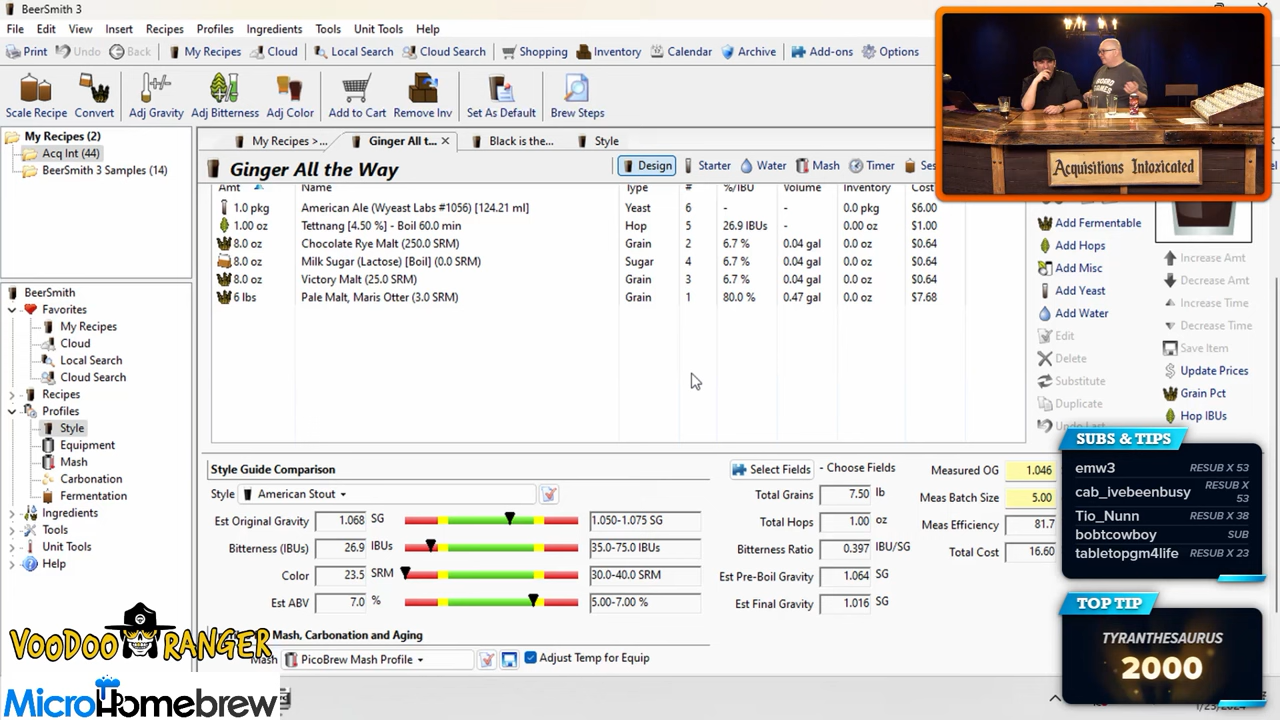 BeerSmith 3
File Edit View Insert Recipes Profiles Ingredients Tools Unit Tools Help
Print Undo Back My Recipes Cloud Local Search Cloud Search Shopping Inventory Calendar Archive Add-ons Options
Scale Recipe Convert Adj Gravity Adj Bitterness Adj Color Add to Cart Remove Inv Set As Default Brew Steps
My Recipes (2)
Acq Int (44)
BeerSmith 3 Samples (14)
BeerSmith
Favorites
My Recipes
Cloud
Local Search
Cloud Search
Recipes
Profiles
Style
Equipment
Mash
Carbonation
Fermentation
Ingredients
Tools
Unit Tools
Help
My Recipes >... Ginger All t... Black is the... Style
Ginger All the Way
Design Starter Water Mash Timer
Amt Name Type # %/IBU Volume Inventory Cost
1.0 pkg American Ale (Wyeast Labs #1056) [124.21 ml] Yeast 6 - - 0.0 pkg $6.00
1.00 oz Tettnang [4.50 %] - Boil 60.0 min Hop 5 26.9 IBUs - 0.00 oz $1.00
8.0 oz Chocolate Rye Malt (250.0 SRM) Grain 2 6.7 % 0.04 gal 0.0 oz $0.64
8.0 oz Milk Sugar (Lactose) [Boil] (0.0 SRM) Sugar 4 6.7 % 0.04 gal 0.0 oz $0.64
8.0 oz Victory Malt (25.0 SRM) Grain 3 6.7 % 0.04 gal 0.0 oz $0.64
6 lbs Pale Malt, Maris Otter (3.0 SRM) Grain 1 80.0 % 0.47 gal 0.0 oz $7.68
Acquisitions Intoxicated
Add Fermentable
Add Hops
Add Misc
Add Yeast
Add Water
Edit
Delete
Substitute
Duplicate
Increase Amt
Decrease Amt
Increase Time
Decrease Time
Save Item
Update Prices
Grain Pct
Hop IBUs
Style Guide Comparison
Style American Stout
Est Original Gravity 1.068 SG 1.050-1.075 SG
Bitterness (IBUs) 26.9 IBUs 35.0-75.0 IBUs
Color 23.5 SRM 30.0-40.0 SRM
Est ABV 7.0 % 5.00-7.00 %
Select Fields - Choose Fields
Total Grains 7.50 lb
Total Hops 1.00 oz
Bitterness Ratio 0.397 IBU/SG
Est Pre-Boil Gravity 1.064 SG
Est Final Gravity 1.016 SG
Measured OG 1.046
Meas Batch Size 5.00
Meas Efficiency 81.7
Total Cost 16.60
Mash, Carbonation and Aging
Mash PicoBrew Mash Profile Adjust Temp for Equip
SUBS & TIPS
emw3 RESUB X 53
cab_ivebeenbusy RESUB X 53
Tio_Nunn RESUB X 38
bobtcowboy SUB
tabletopgm4life RESUB X 23
TOP TIP
TYRANTHESAURUS
2000
VOODOO RANGER
MicroHomebrew